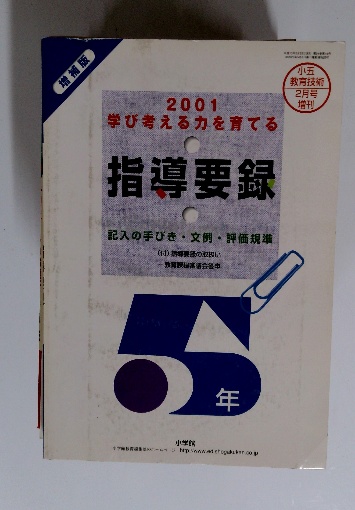 増補版
小五
教育技術
2月号
増刊
2001
学び考える力を育てる
指導要録
記入の手びき・文例・評価規準
5年
小学館